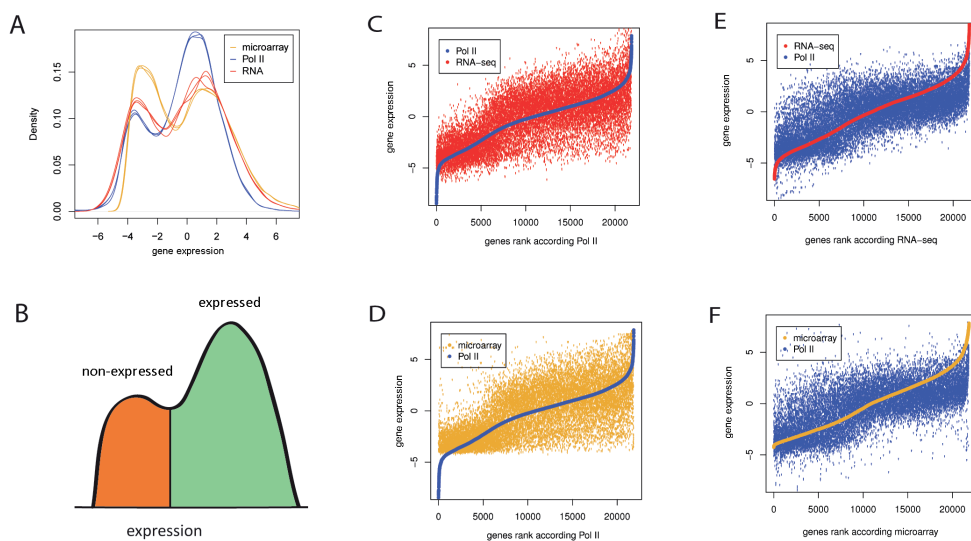 A
microarray
Pol II
RNA
Density
0.00
0.05
0.10
0.15
-6
-4
-2
0
2
4
6
gene expression
B
expressed
non-expressed
expression
C
Pol II
RNA-seq
gene expression
5
0
-5
0
5000
10000
15000
20000
genes rank according Pol II
D
microarray
Pol II
gene expression
5
0
-5
0
5000
10000
15000
20000
genes rank according Pol II
E
RNA-seq
Pol II
gene expression
5
0
-5
0
5000
10000
15000
20000
genes rank according RNA-seq
F
microarray
Pol II
gene expression
5
0
-5
0
5000
10000
15000
20000
genes rank according microarray